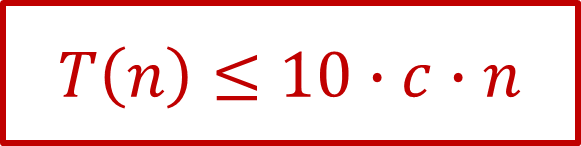 T(n) ≤ 10 · c · n